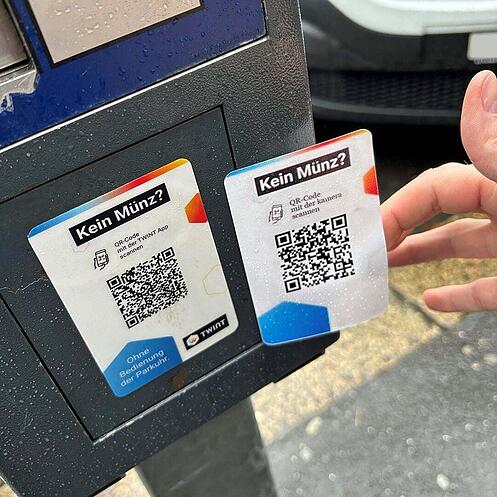 Kein Münz?
QR-Code
mit der TWINT App
scannen
Ohne
Bedienung
der Parkuhr.
TWINT
Kein Münz?
QR-Code
mit der kamera
scannen